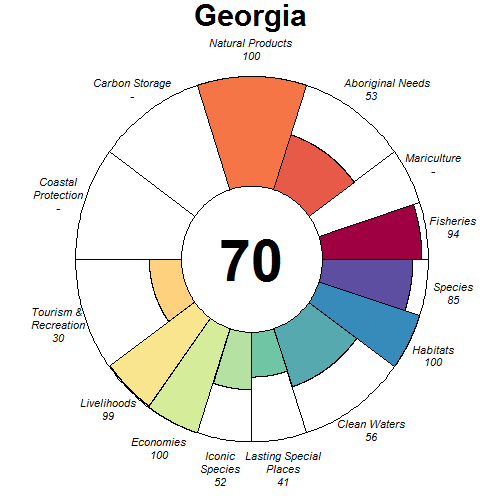 Georgia
Natural Products
100
Carbon Storage
-
Aboriginal Needs
53
Mariculture
-
Coastal
Protection
-
Fisheries
94
70
Species
85
Tourism &
Recreation
30
Habitats
100
Livelihoods
99
Clean Waters
56
Economies
100
Iconic
Species
52
Lasting Special
Places
41